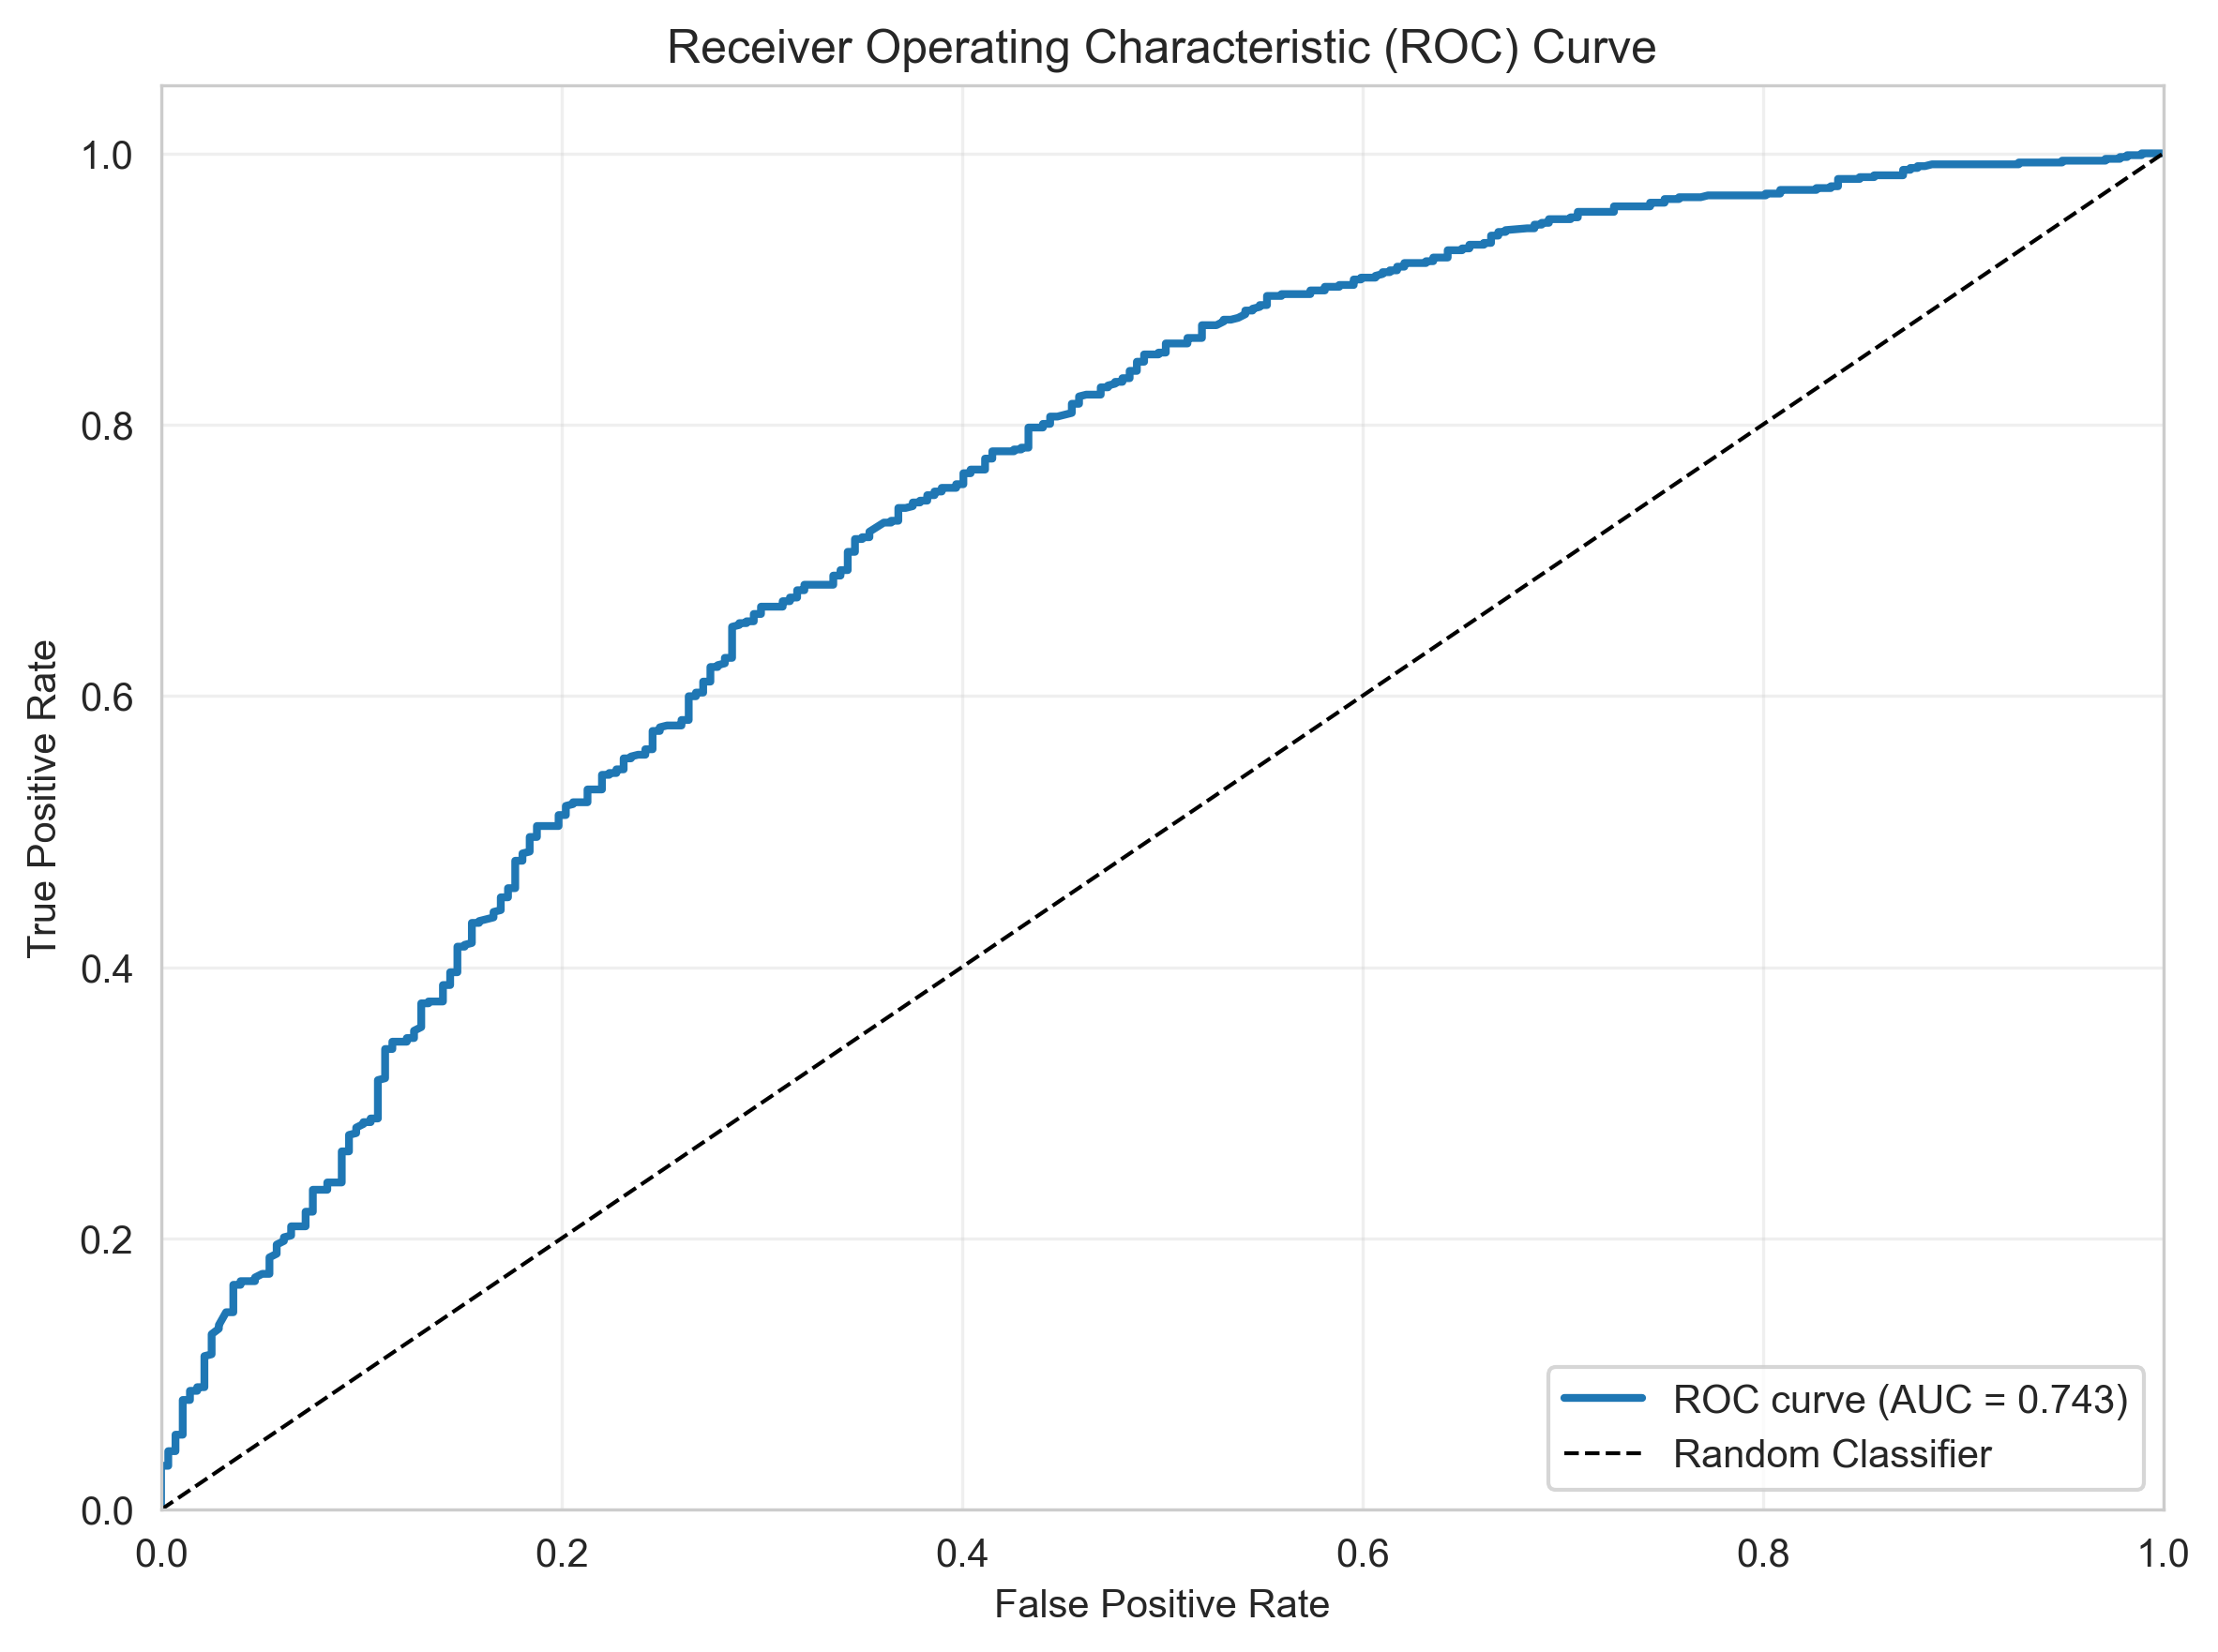 Receiver Operating Characteristic (ROC) Curve
1.0
0.8
0.6
0.4
0.2
0.0
True Positive Rate
0.0 0.2 0.4 0.6 0.8 1.0
False Positive Rate
ROC curve (AUC = 0.743)
Random Classifier